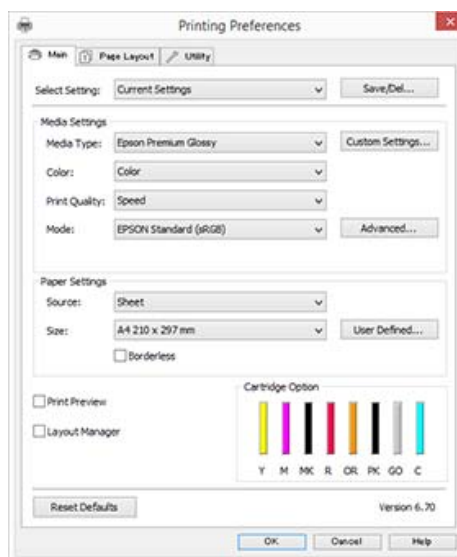 Printing Preferences
Main Page Layout Utility
Select Setting: Current Settings Save/Del...
Media Settings
Media Type: Epson Premium Glossy Custom Settings...
Color: Color
Print Quality: Speed
Mode: EPSON Standard (sRGB) Advanced...
Paper Settings
Source: Sheet
Size: A4 210 x 297 mm User Defined...
Borderless
Print Preview
Layout Manager
Cartridge Option
Y M MK R OR PK GO C
Reset Defaults Version 6.70
OK Cancel Help